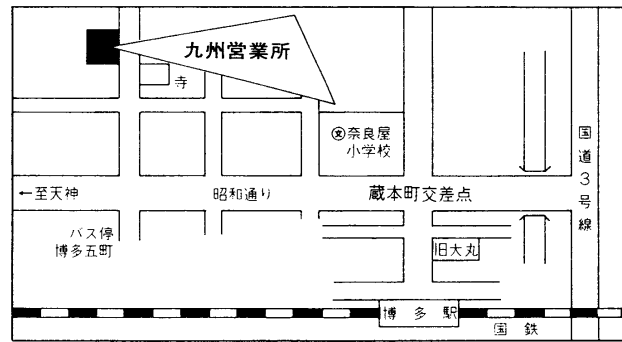 九州営業所
寺
㊫奈良屋
小学校
国道3号線
←至天神
昭和通り
蔵本町交差点
バス停
博多五町
旧大丸
博多駅
国鉄